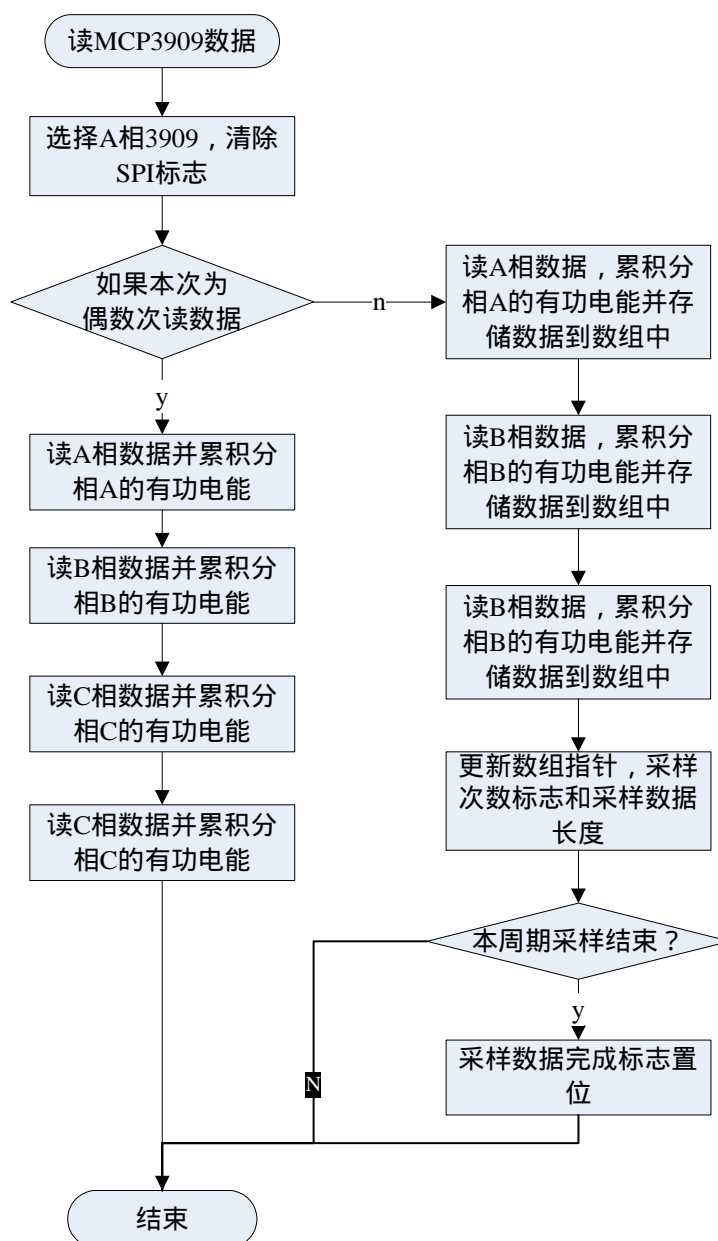 读MCP3909数据
选择A相3909，清除
SPI标志
如果本次为
偶数次读数据
y
读A相数据并累积分
相A的有功电能
读B相数据并累积分
相B的有功电能
读C相数据并累积分
相C的有功电能
读C相数据并累积分
相C的有功电能
n
读A相数据，累积分
相A的有功电能并存
储数据到数组中
读B相数据，累积分
相B的有功电能并存
储数据到数组中
读B相数据，累积分
相B的有功电能并存
储数据到数组中
更新数组指针，采样
次数标志和采样数据
长度
本周期采样结束？
y
N
采样数据完成标志置
位
结束